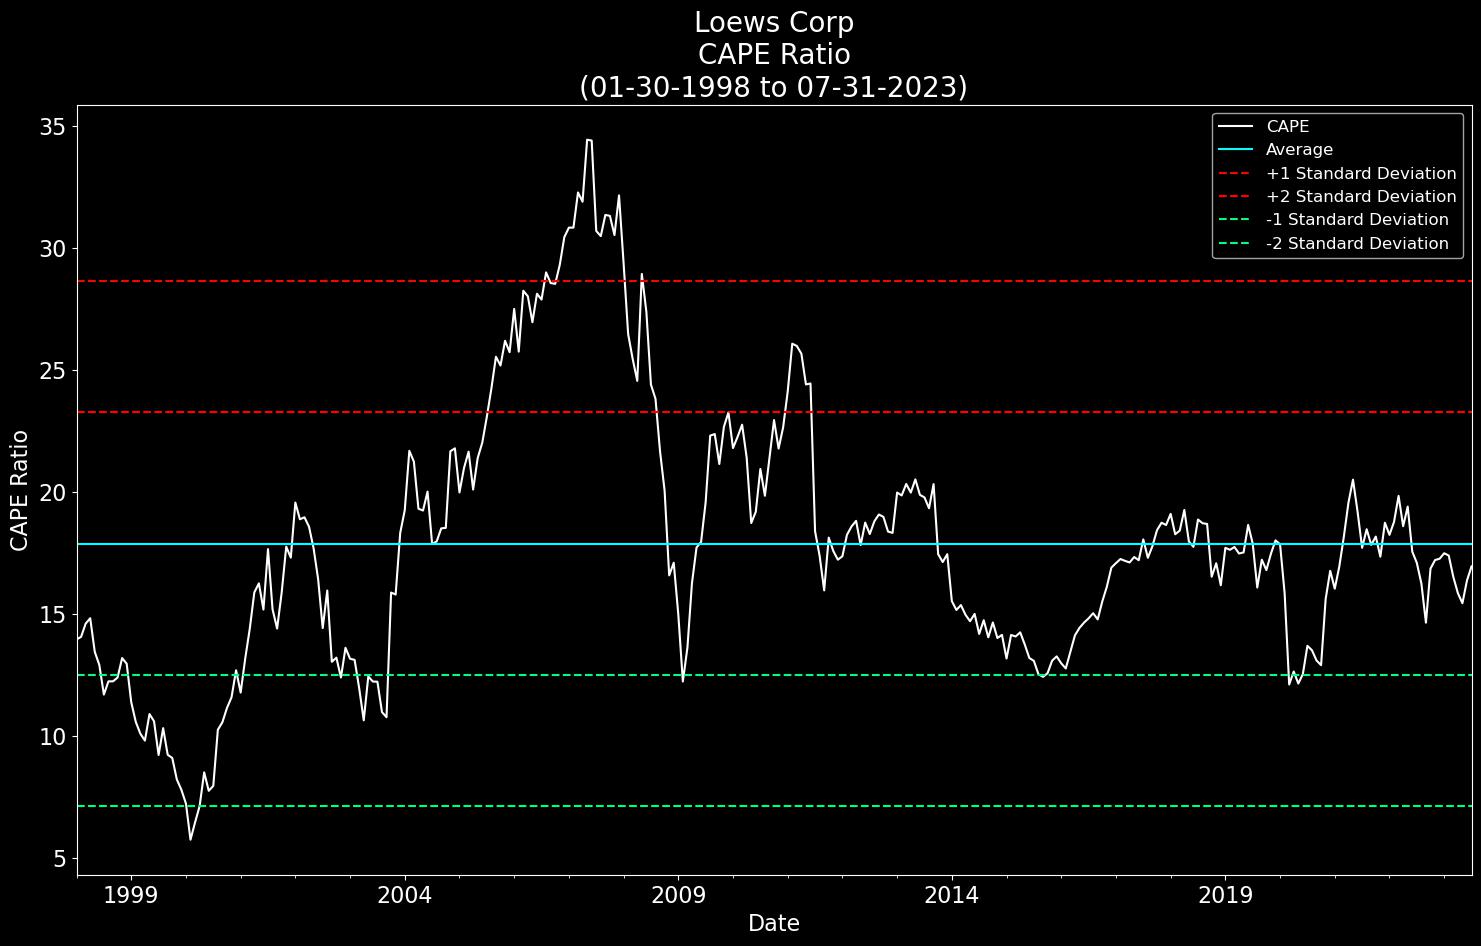 Loews Corp
CAPE Ratio
(01-30-1998 to 07-31-2023)
CAPE
Average
+1 Standard Deviation
+2 Standard Deviation
-1 Standard Deviation
-2 Standard Deviation
35
30
25
20
15
10
5
CAPE Ratio
1999 2004 2009 2014 2019
Date